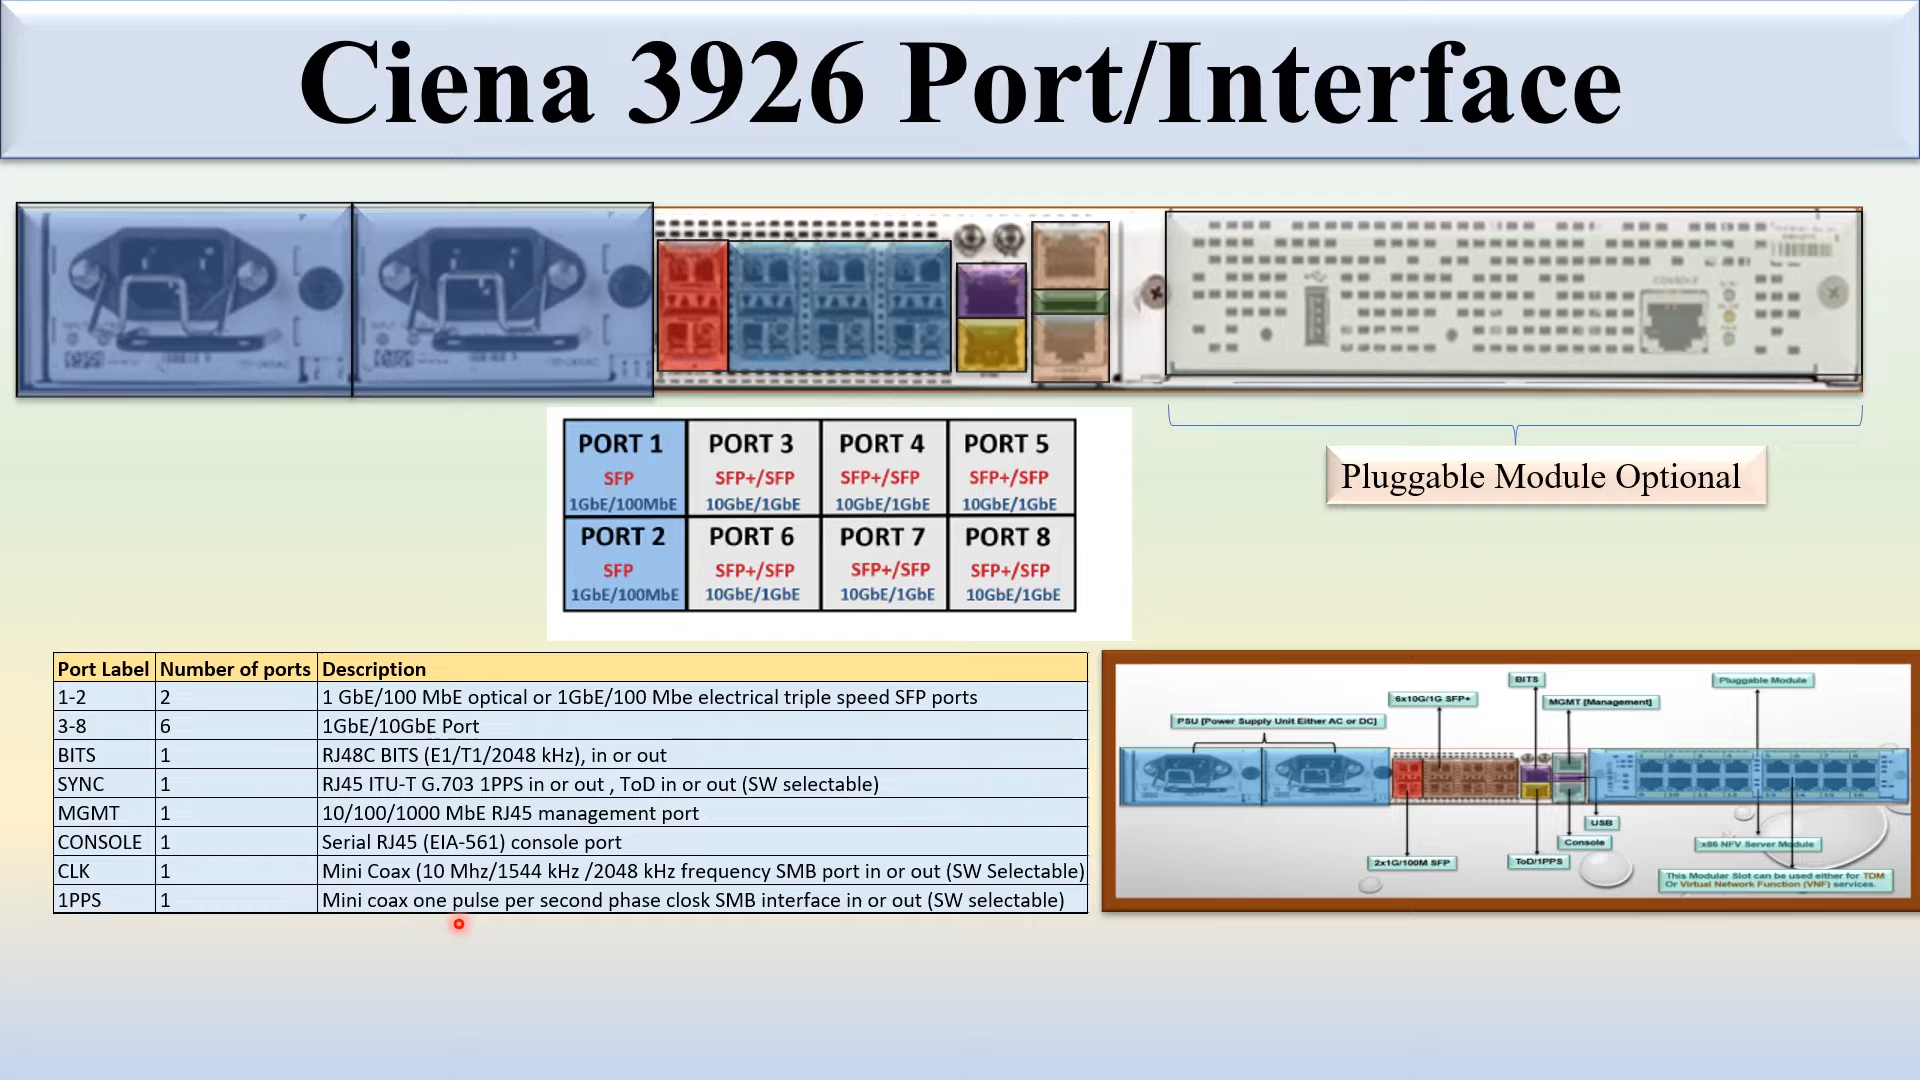 Ciena 3926 Port/Interface
CONSOLE
PORT 1 PORT 3 PORT 4 PORT 5
SFP SFP+/SFP SFP+/SFP SFP+/SFP
1GbE/100MbE 10GbE/1GbE 10GbE/1GbE 10GbE/1GbE
PORT 2 PORT 6 PORT 7 PORT 8
SFP SFP+/SFP SFP+/SFP SFP+/SFP
1GbE/100MbE 10GbE/1GbE 10GbE/1GbE 10GbE/1GbE
Pluggable Module Optional
Port Label Number of ports Description
1-2 2 1 GbE/100 MbE optical or 1GbE/100 Mbe electrical triple speed SFP ports
3-8 6 1GbE/10GbE Port
BITS 1 RJ48C BITS (E1/T1/2048 kHz), in or out
SYNC 1 RJ45 ITU-T G.703 1PPS in or out , ToD in or out (SW selectable)
MGMT 1 10/100/1000 MbE RJ45 management port
CONSOLE 1 Serial RJ45 (EIA-561) console port
CLK 1 Mini Coax (10 Mhz/1544 kHz /2048 kHz frequency SMB port in or out (SW Selectable)
1PPS 1 Mini coax one pulse per second phase closk SMB interface in or out (SW selectable)
BITS
Pluggable Module
6x10G/1G SFP+
MGMT [Management]
PSU [Power Supply Unit Either AC or DC]
USB
Console
x86 NFV Server Module
2x1G/100M SFP
ToD/1PPS
This Modular Slot can be used either for TDM
Or Virtual Network Function (VNF) services.